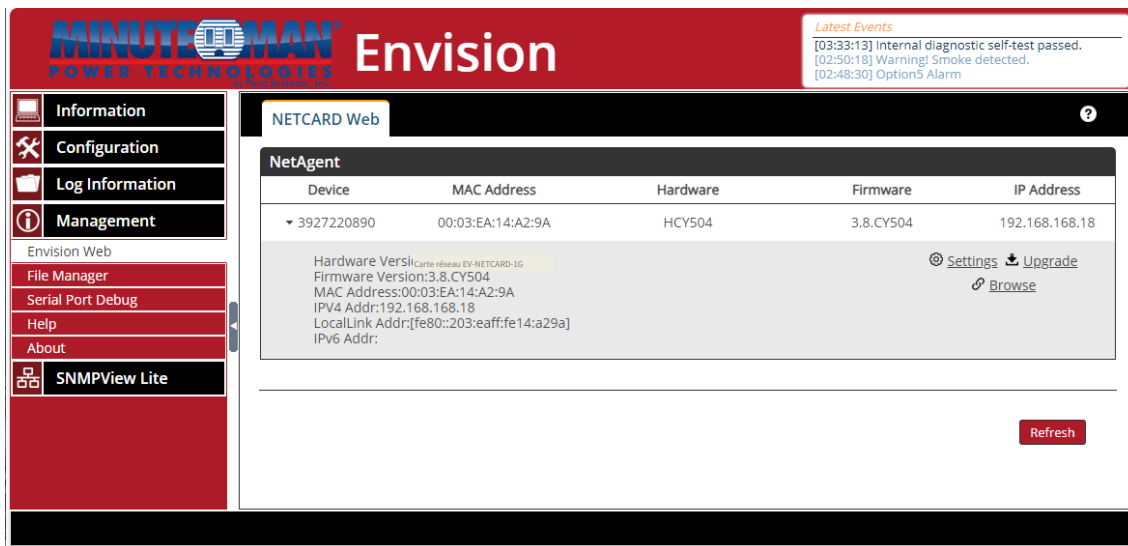 MINUTEMAN®
POWER TECHNOLOGIES
by Para Systems, Inc.
Envision
Latest Events
[03:33:13] Internal diagnostic self-test passed.
[02:50:18] Warning! Smoke detected.
[02:48:30] Option5 Alarm
Information
Configuration
Log Information
Management
Envision Web
File Manager
Serial Port Debug
Help
About
SNMPView Lite
NETCARD Web
?
NetAgent
Device MAC Address Hardware Firmware IP Address
3927220890 00:03:EA:14:A2:9A HCY504 3.8.CY504 192.168.168.18
Hardware Versi Carte réseau EV-NETCARD-1G
Firmware Version:3.8.CY504
MAC Address:00:03:EA:14:A2:9A
IPV4 Addr:192.168.168.18
LocalLink Addr:[fe80::203:eaff:fe14:a29a]
IPv6 Addr:
Settings Upgrade
Browse
Refresh